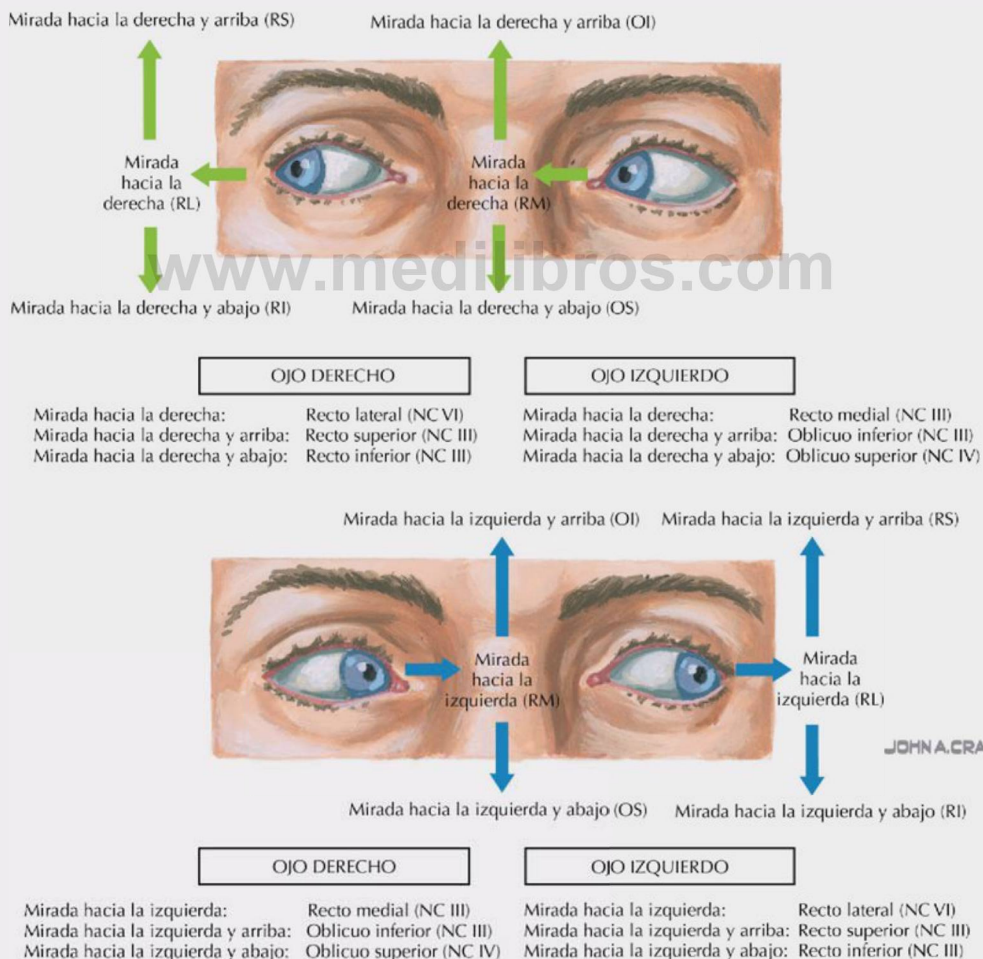 Mirada hacia la derecha y arriba (RS)
Mirada hacia la derecha y arriba (OI)
Mirada
hacia la
derecha (RL)
Mirada
hacia la
derecha (RM)
www.medilibros.com
Mirada hacia la derecha y abajo (RI)
Mirada hacia la derecha y abajo (OS)
OJO DERECHO
Mirada hacia la derecha: Recto lateral (NC VI)
Mirada hacia la derecha y arriba: Recto superior (NC III)
Mirada hacia la derecha y abajo: Recto inferior (NC III)
OJO IZQUIERDO
Mirada hacia la derecha: Recto medial (NC III)
Mirada hacia la derecha y arriba: Oblicuo inferior (NC III)
Mirada hacia la derecha y abajo: Oblicuo superior (NC IV)
Mirada hacia la izquierda y arriba (OI)
Mirada hacia la izquierda y arriba (RS)
Mirada
hacia la
izquierda (RM)
Mirada
hacia la
izquierda (RL)
JOHN A.CRA
Mirada hacia la izquierda y abajo (OS)
Mirada hacia la izquierda y abajo (RI)
OJO DERECHO
Mirada hacia la izquierda: Recto medial (NC III)
Mirada hacia la izquierda y arriba: Oblicuo inferior (NC III)
Mirada hacia la izquierda y abajo: Oblicuo superior (NC IV)
OJO IZQUIERDO
Mirada hacia la izquierda: Recto lateral (NC VI)
Mirada hacia la izquierda y arriba: Recto superior (NC III)
Mirada hacia la izquierda y abajo: Recto inferior (NC III)